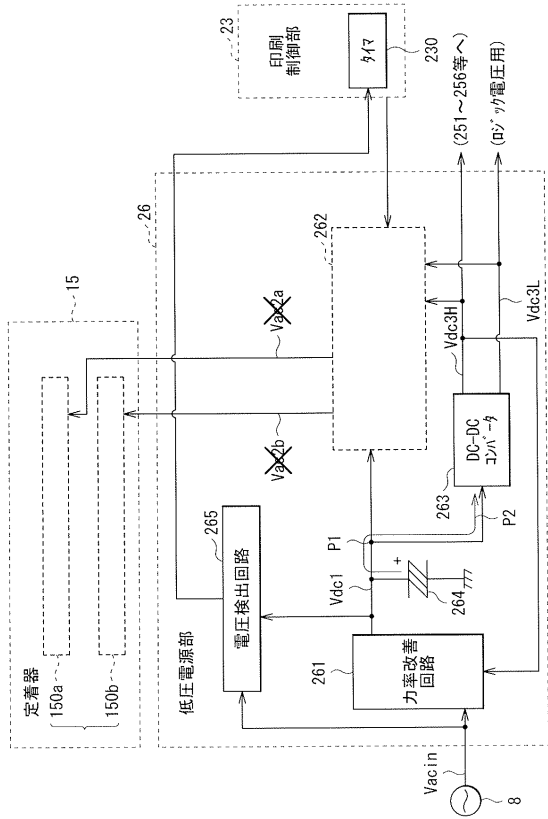 定着器
15
150a
150b
低圧電源部
26
電圧検出回路
265
Vac2b
Vac2a
262
23
印刷
制御部
タイマ
230
Vacin
8
261
力率改善
回路
Vdc1
P1
+
264
P2
263
DC-DC
コンバータ
Vdc3H
Vdc3L
(251～256等へ)
(ロジック電圧用)